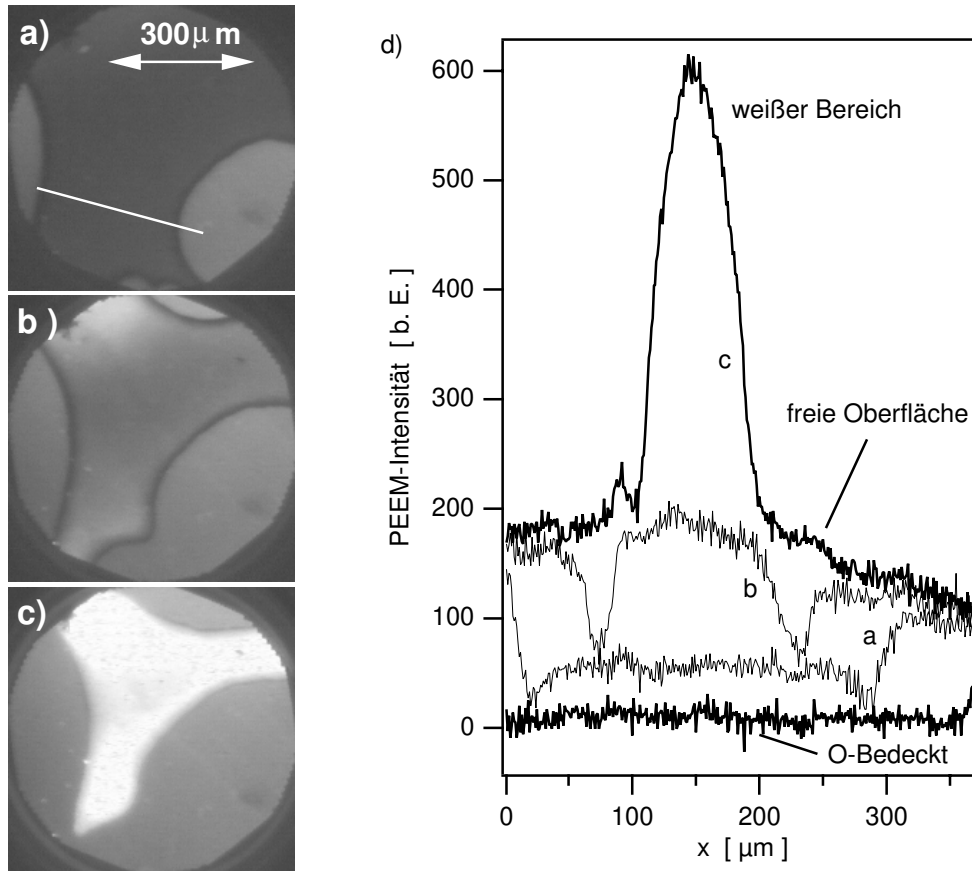 a)
300μm
b)
c)
d)
600
500
400
300
200
100
0
PEEM-Intensität [ b. E. ]
weißer Bereich
c
freie Oberfläche
b
a
O-Bedeckt
0
100
200
300
x [ μm ]